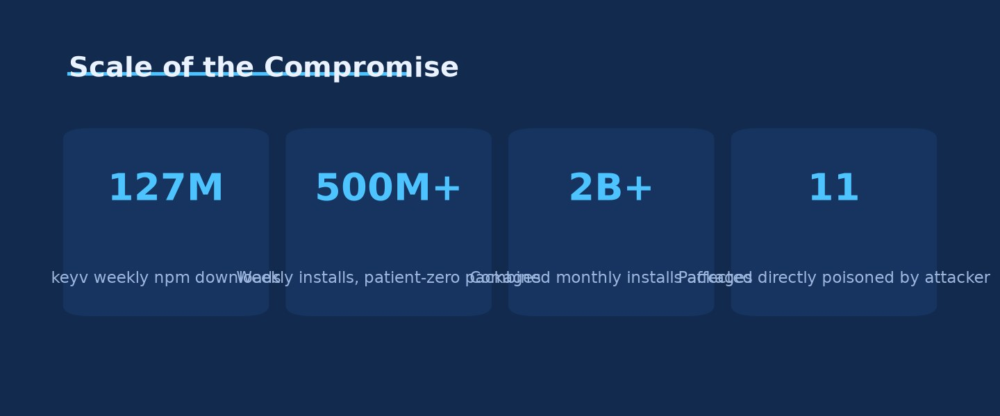 Scale of the Compromise
127M
500M+
2B+
11
keyv weekly npm downloads
Weekly installs, patient-zero packages
Combined monthly installs affected
Packages directly poisoned by attacker